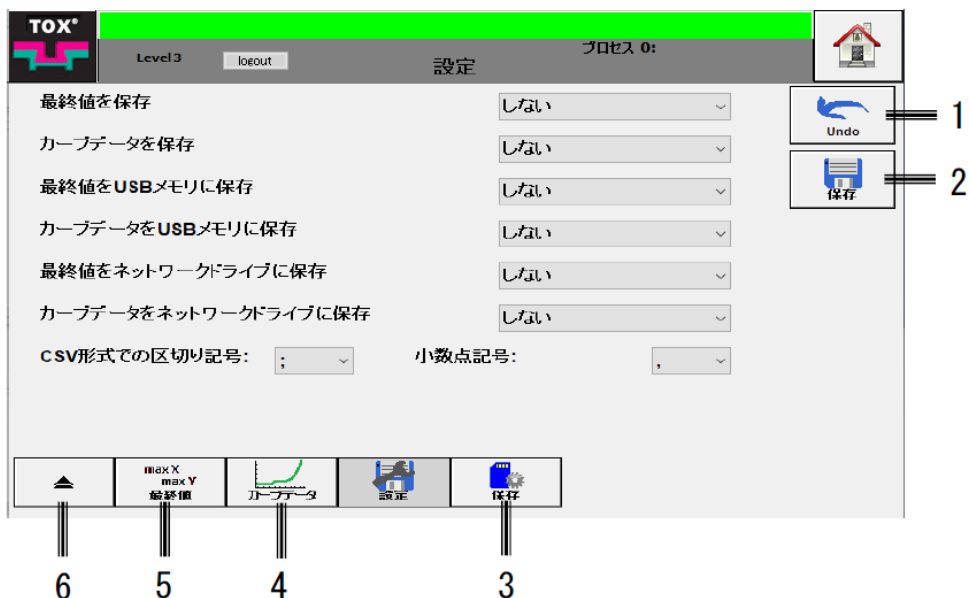 TOX®
Level 3 logout 設定 プロセス 0:
最終値を保存 しない
Undo
1
カーブデータを保存 しない
保存
2
最終値をUSBメモリに保存 しない
カーブデータをUSBメモリに保存 しない
最終値をネットワークドライブに保存 しない
カーブデータをネットワークドライブに保存 しない
CSV形式での区切り記号: ; 小数点記号: ,
max X
max Y
最終値
カーブデータ
設定
保存
6 5 4 3